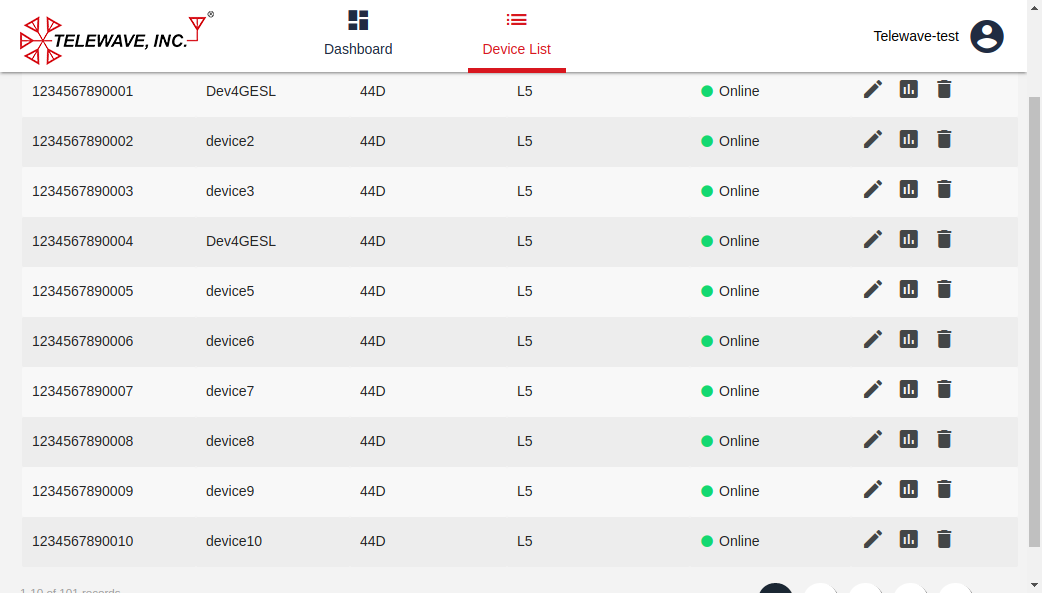 TELEWAVE, INC. ®
Dashboard
Device List
Telewave-test
1234567890001 Dev4GESL 44D L5 Online
1234567890002 device2 44D L5 Online
1234567890003 device3 44D L5 Online
1234567890004 Dev4GESL 44D L5 Online
1234567890005 device5 44D L5 Online
1234567890006 device6 44D L5 Online
1234567890007 device7 44D L5 Online
1234567890008 device8 44D L5 Online
1234567890009 device9 44D L5 Online
1234567890010 device10 44D L5 Online
1-10 of 101 records